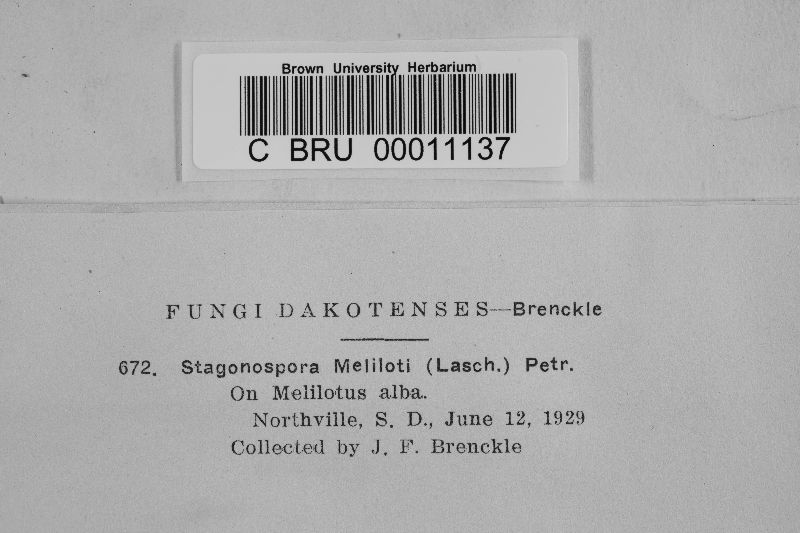 Brown University Herbarium
C BRU 00011137
FUNGI DAKOTENSES—Brenckle
672. Stagonospora Meliloti (Lasch.) Petr.
On Melilotus alba.
Northville, S. D., June 12, 1929
Collected by J. F. Brenckle